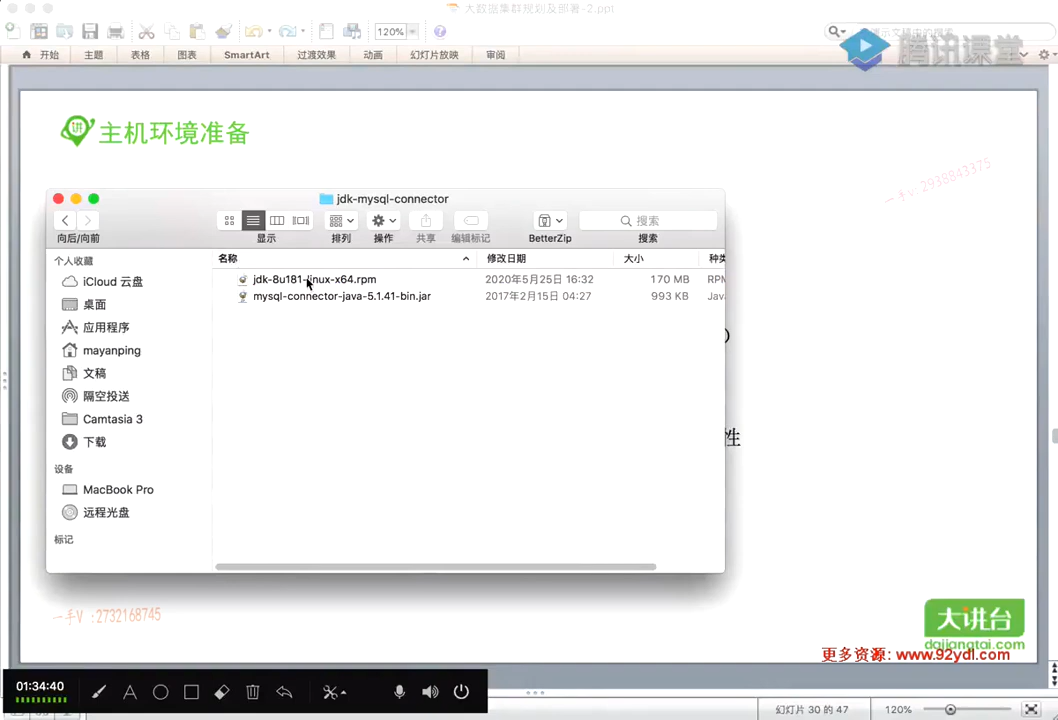 大数据集群规划及部署-2.ppt
120%
开始 主题 表格 图表 SmartArt 过渡效果 动画 幻灯片放映 审阅
腾讯课堂
主机环境准备
一手V :2938843375
jdk-mysql-connector
搜索
向后/向前 显示 排列 操作 共享 编辑标记 BetterZip 搜索
个人收藏
iCloud 云盘
桌面
应用程序
mayanping
文稿
隔空投送
Camtasia 3
下载
设备
MacBook Pro
远程光盘
标记
名称 修改日期 大小 种类
jdk-8u181-linux-x64.rpm 2020年5月25日 16:32 170 MB RPM
mysql-connector-java-5.1.41-bin.jar 2017年2月15日 04:27 993 KB Java
性
一手V :2732168745
大讲台
dajiangtai.com
更多资源: www.92ydl.com
01:34:40
幻灯片 30 的 47 120%